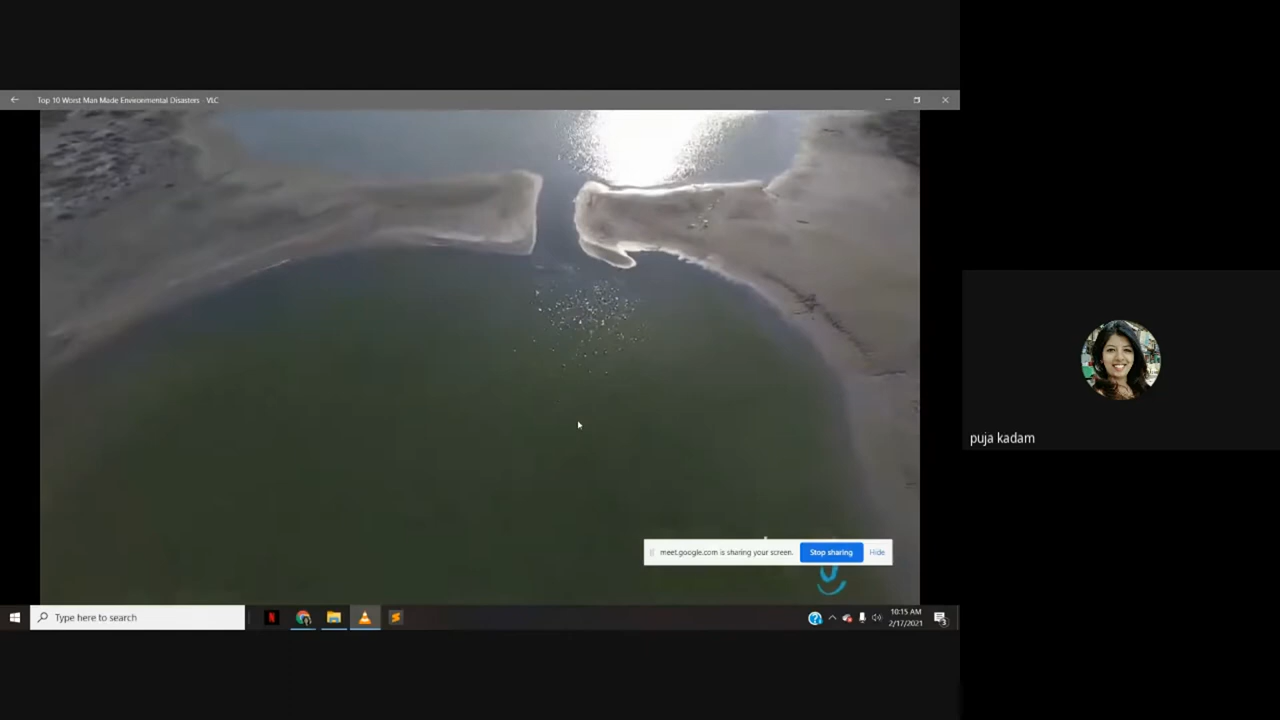 Top 10 Worst Man Made Environmental Disasters - VLC
puja kadam
meet.google.com is sharing your screen.
Stop sharing
Hide
Type here to search
10:15 AM
2/17/2021